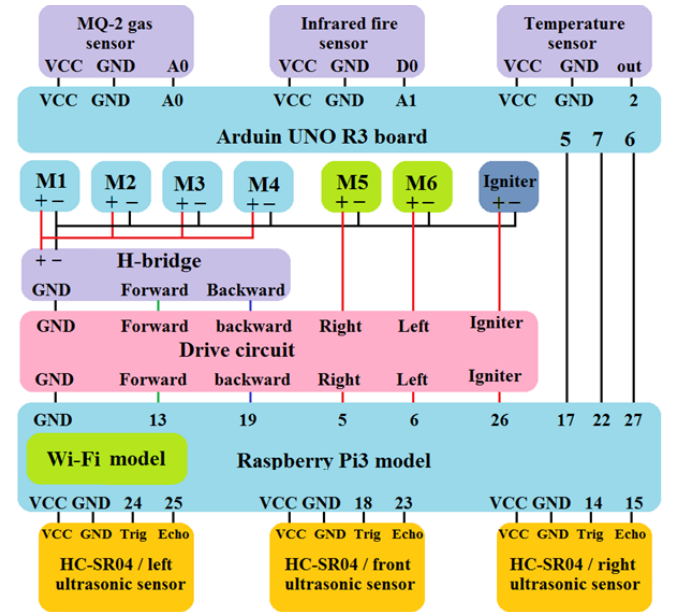 MQ-2 gas
sensor
VCC GND A0
Infrared fire
sensor
VCC GND D0
Temperature
sensor
VCC GND out
VCC GND A0 VCC GND A1 VCC GND 2
Arduin UNO R3 board 5 7 6
M1 M2 M3 M4 M5 M6 Igniter
+ − + − + − + − + − + − + −
+ −
H-bridge
GND Forward Backward
GND Forward backward Right Left Igniter
Drive circuit
GND Forward backward Right Left Igniter
GND 13 19 5 6 26 17 22 27
Wi-Fi model Raspberry Pi3 model
VCC GND 24 25 VCC GND 18 23 VCC GND 14 15
VCC GND Trig Echo
HC-SR04 / left
ultrasonic sensor
VCC GND Trig Echo
HC-SR04 / front
ultrasonic sensor
VCC GND Trig Echo
HC-SR04 / right
ultrasonic sensor